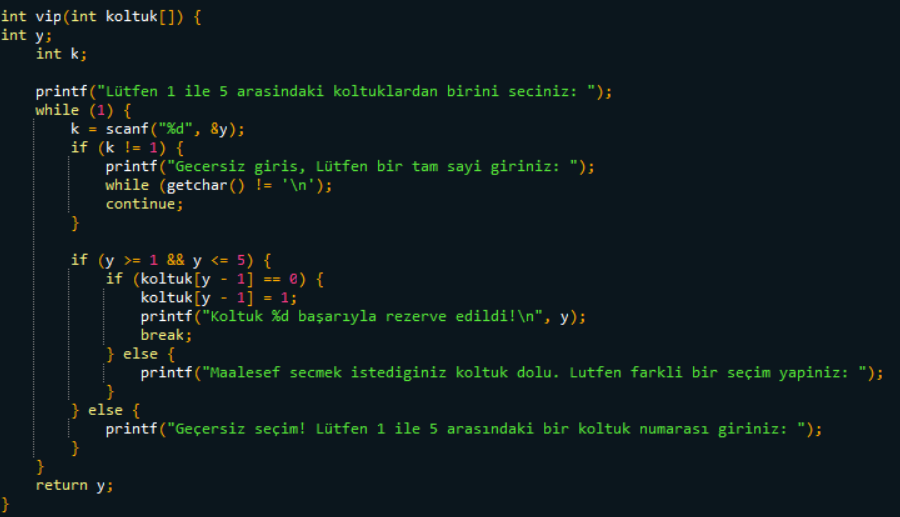 int vip(int koltuk[]) {
int y;
    int k;

    printf("Lütfen 1 ile 5 arasindaki koltuklardan birini seciniz: ");
    while (1) {
        k = scanf("%d", &y);
        if (k != 1) {
            printf("Gecersiz giris, Lütfen bir tam sayi giriniz: ");
            while (getchar() != '\n');
            continue;
        }

        if (y >= 1 && y <= 5) {
            if (koltuk[y - 1] == 0) {
                koltuk[y - 1] = 1;
                printf("Koltuk %d başarıyla rezerve edildi!\n", y);
                break;
            } else {
                printf("Maalesef secmek istediginiz koltuk dolu. Lutfen farkli bir seçim yapiniz: ");
            }
        } else {
            printf("Geçersiz seçim! Lütfen 1 ile 5 arasındaki bir koltuk numarası giriniz: ");
        }
    }
    return y;
}